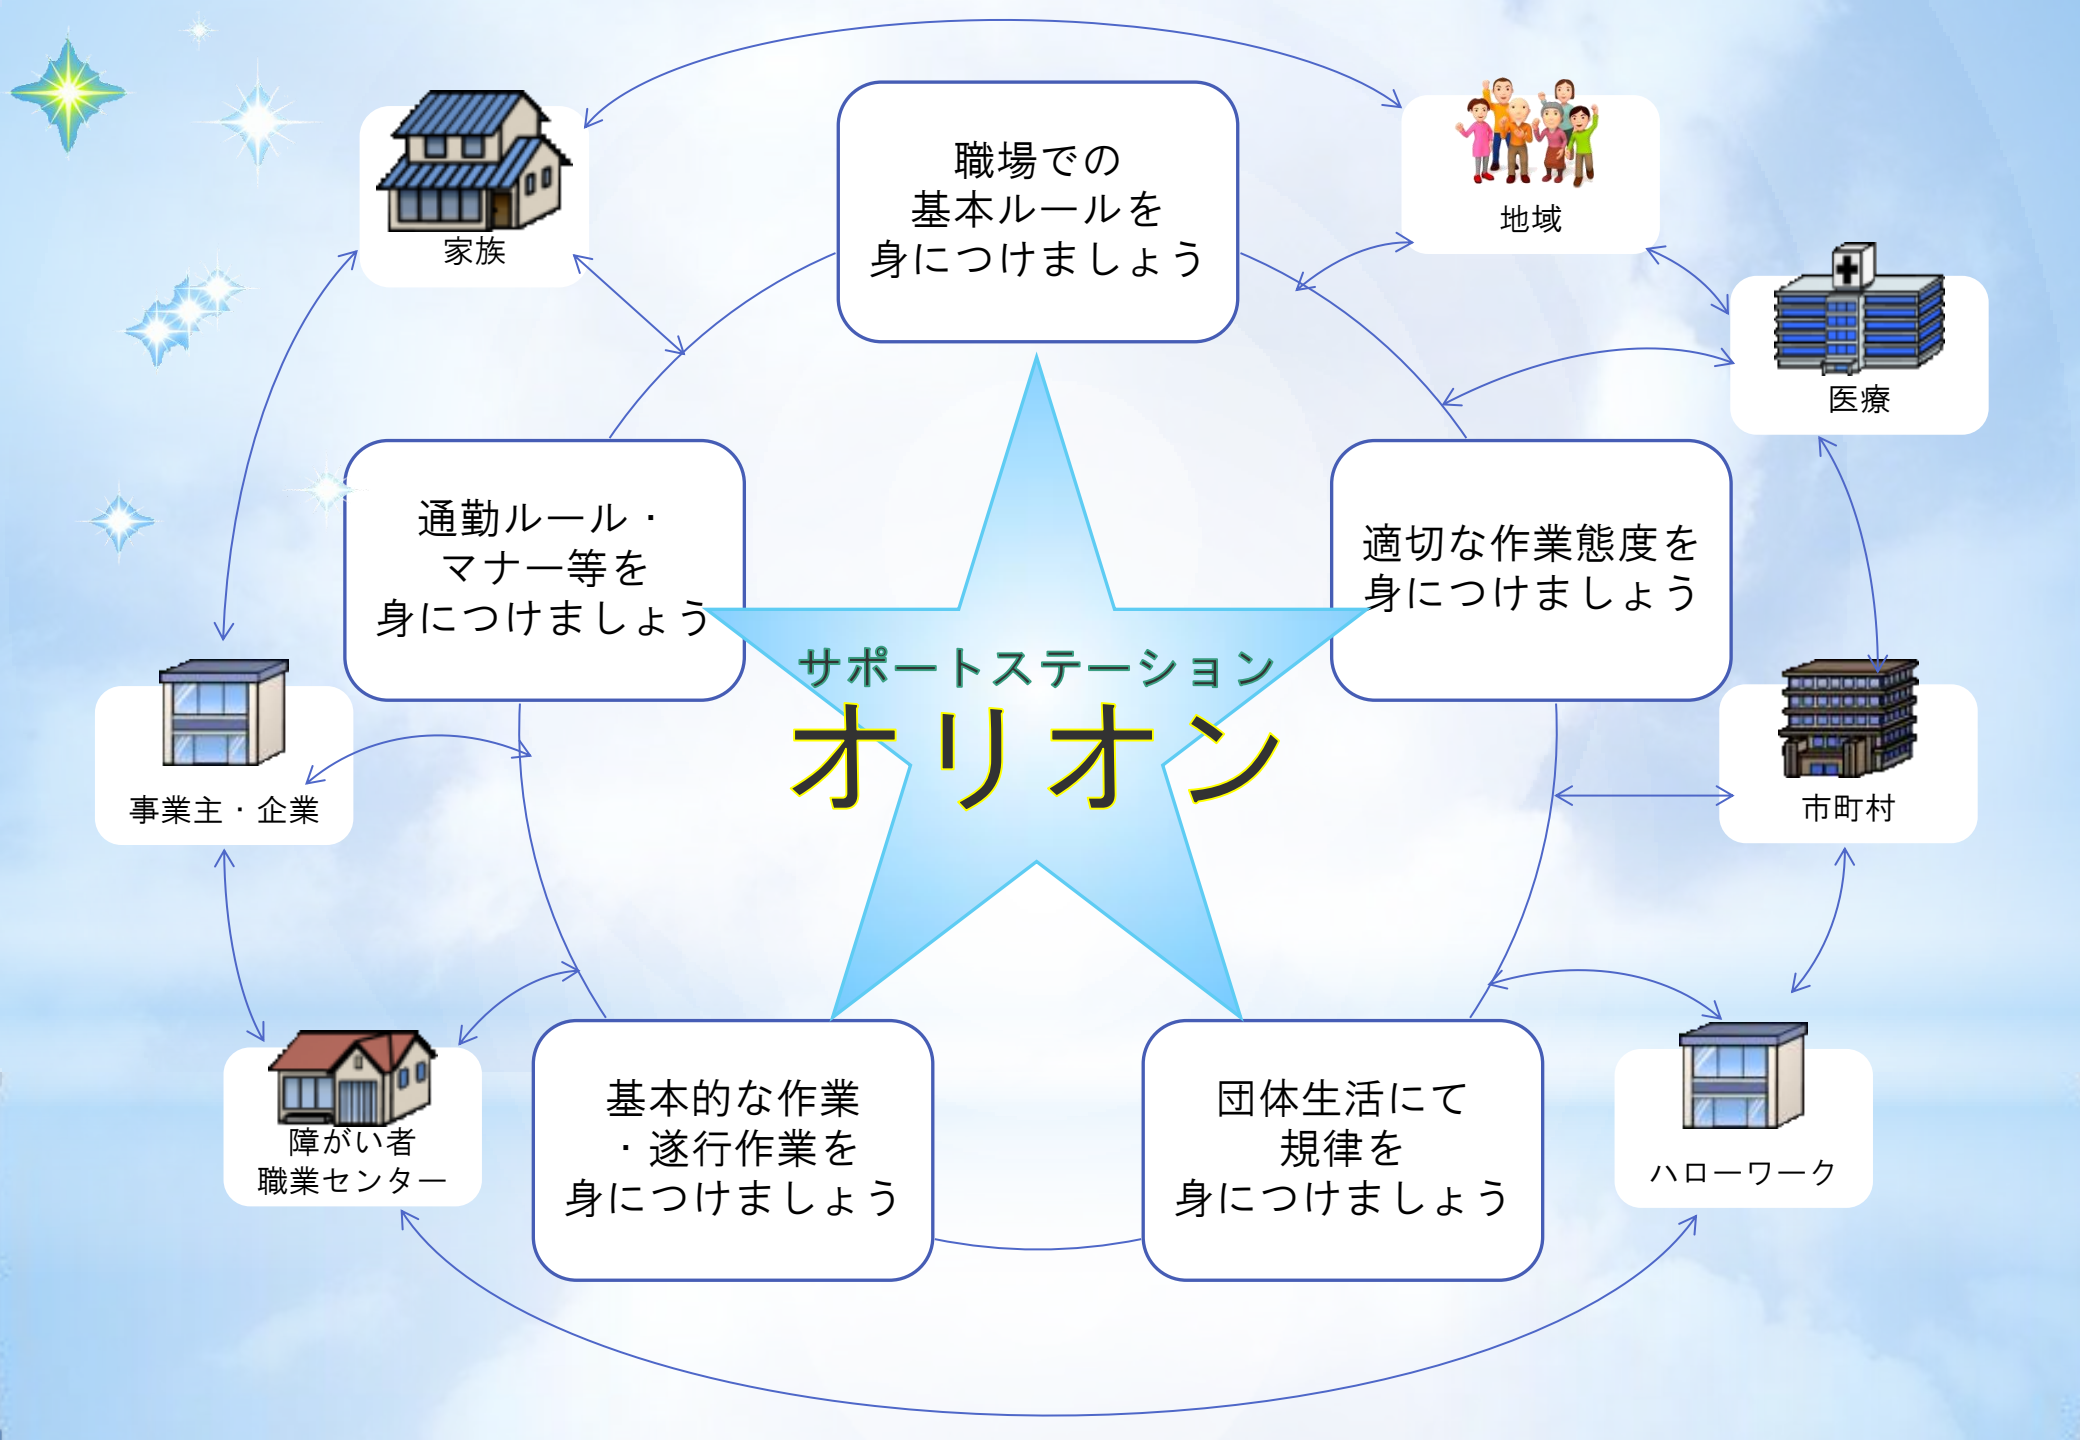 職場での
基本ルールを
身につけましょう
家族
地域
医療
通勤ルール・
マナー等を
身につけましょう
適切な作業態度を
身につけましょう
サポートステーション
オリオン
事業主・企業
市町村
障がい者
職業センター
基本的な作業
・遂行作業を
身につけましょう
団体生活にて
規律を
身につけましょう
ハローワーク